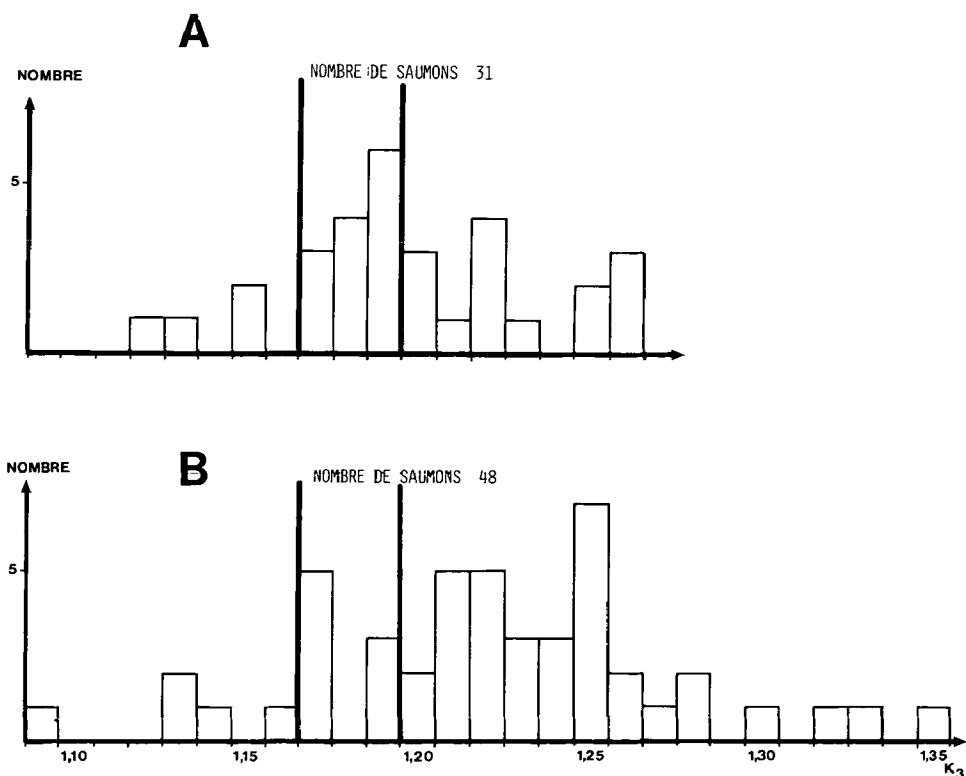 A
NOMBRE
NOMBRE DE SAUMONS 31
5
B
NOMBRE
NOMBRE DE SAUMONS 48
5
1,10 1,15 1,20 1,25 1,30 1,35
K3